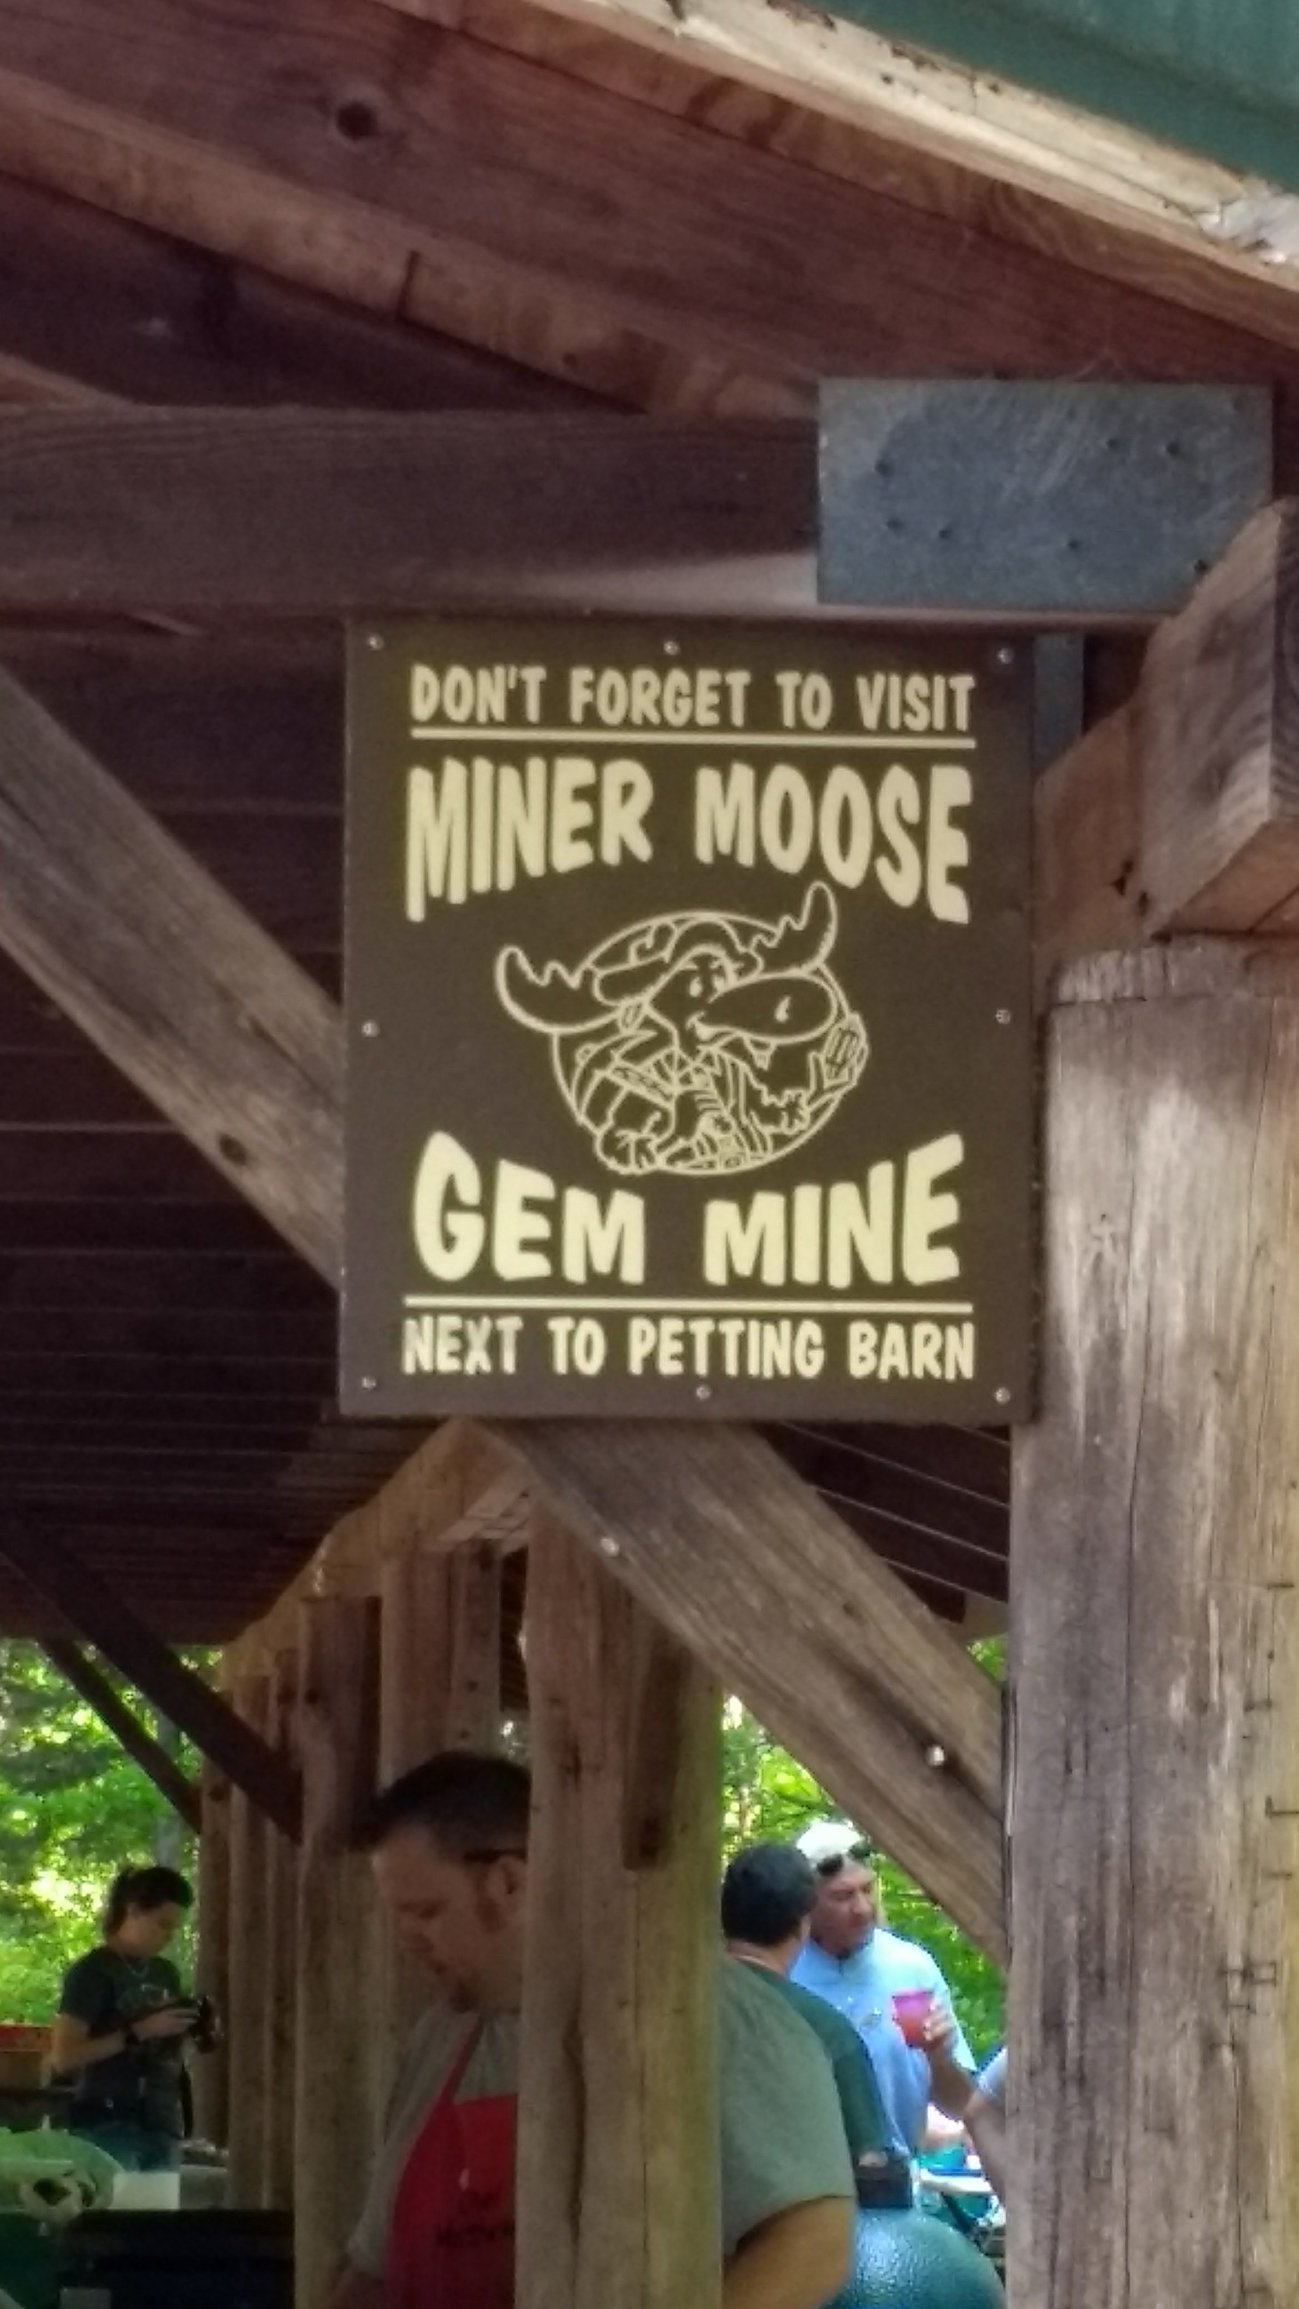 DON'T FORGET TO VISIT
MINER MOOSE
GEM MINE
NEXT TO PETTING BARN